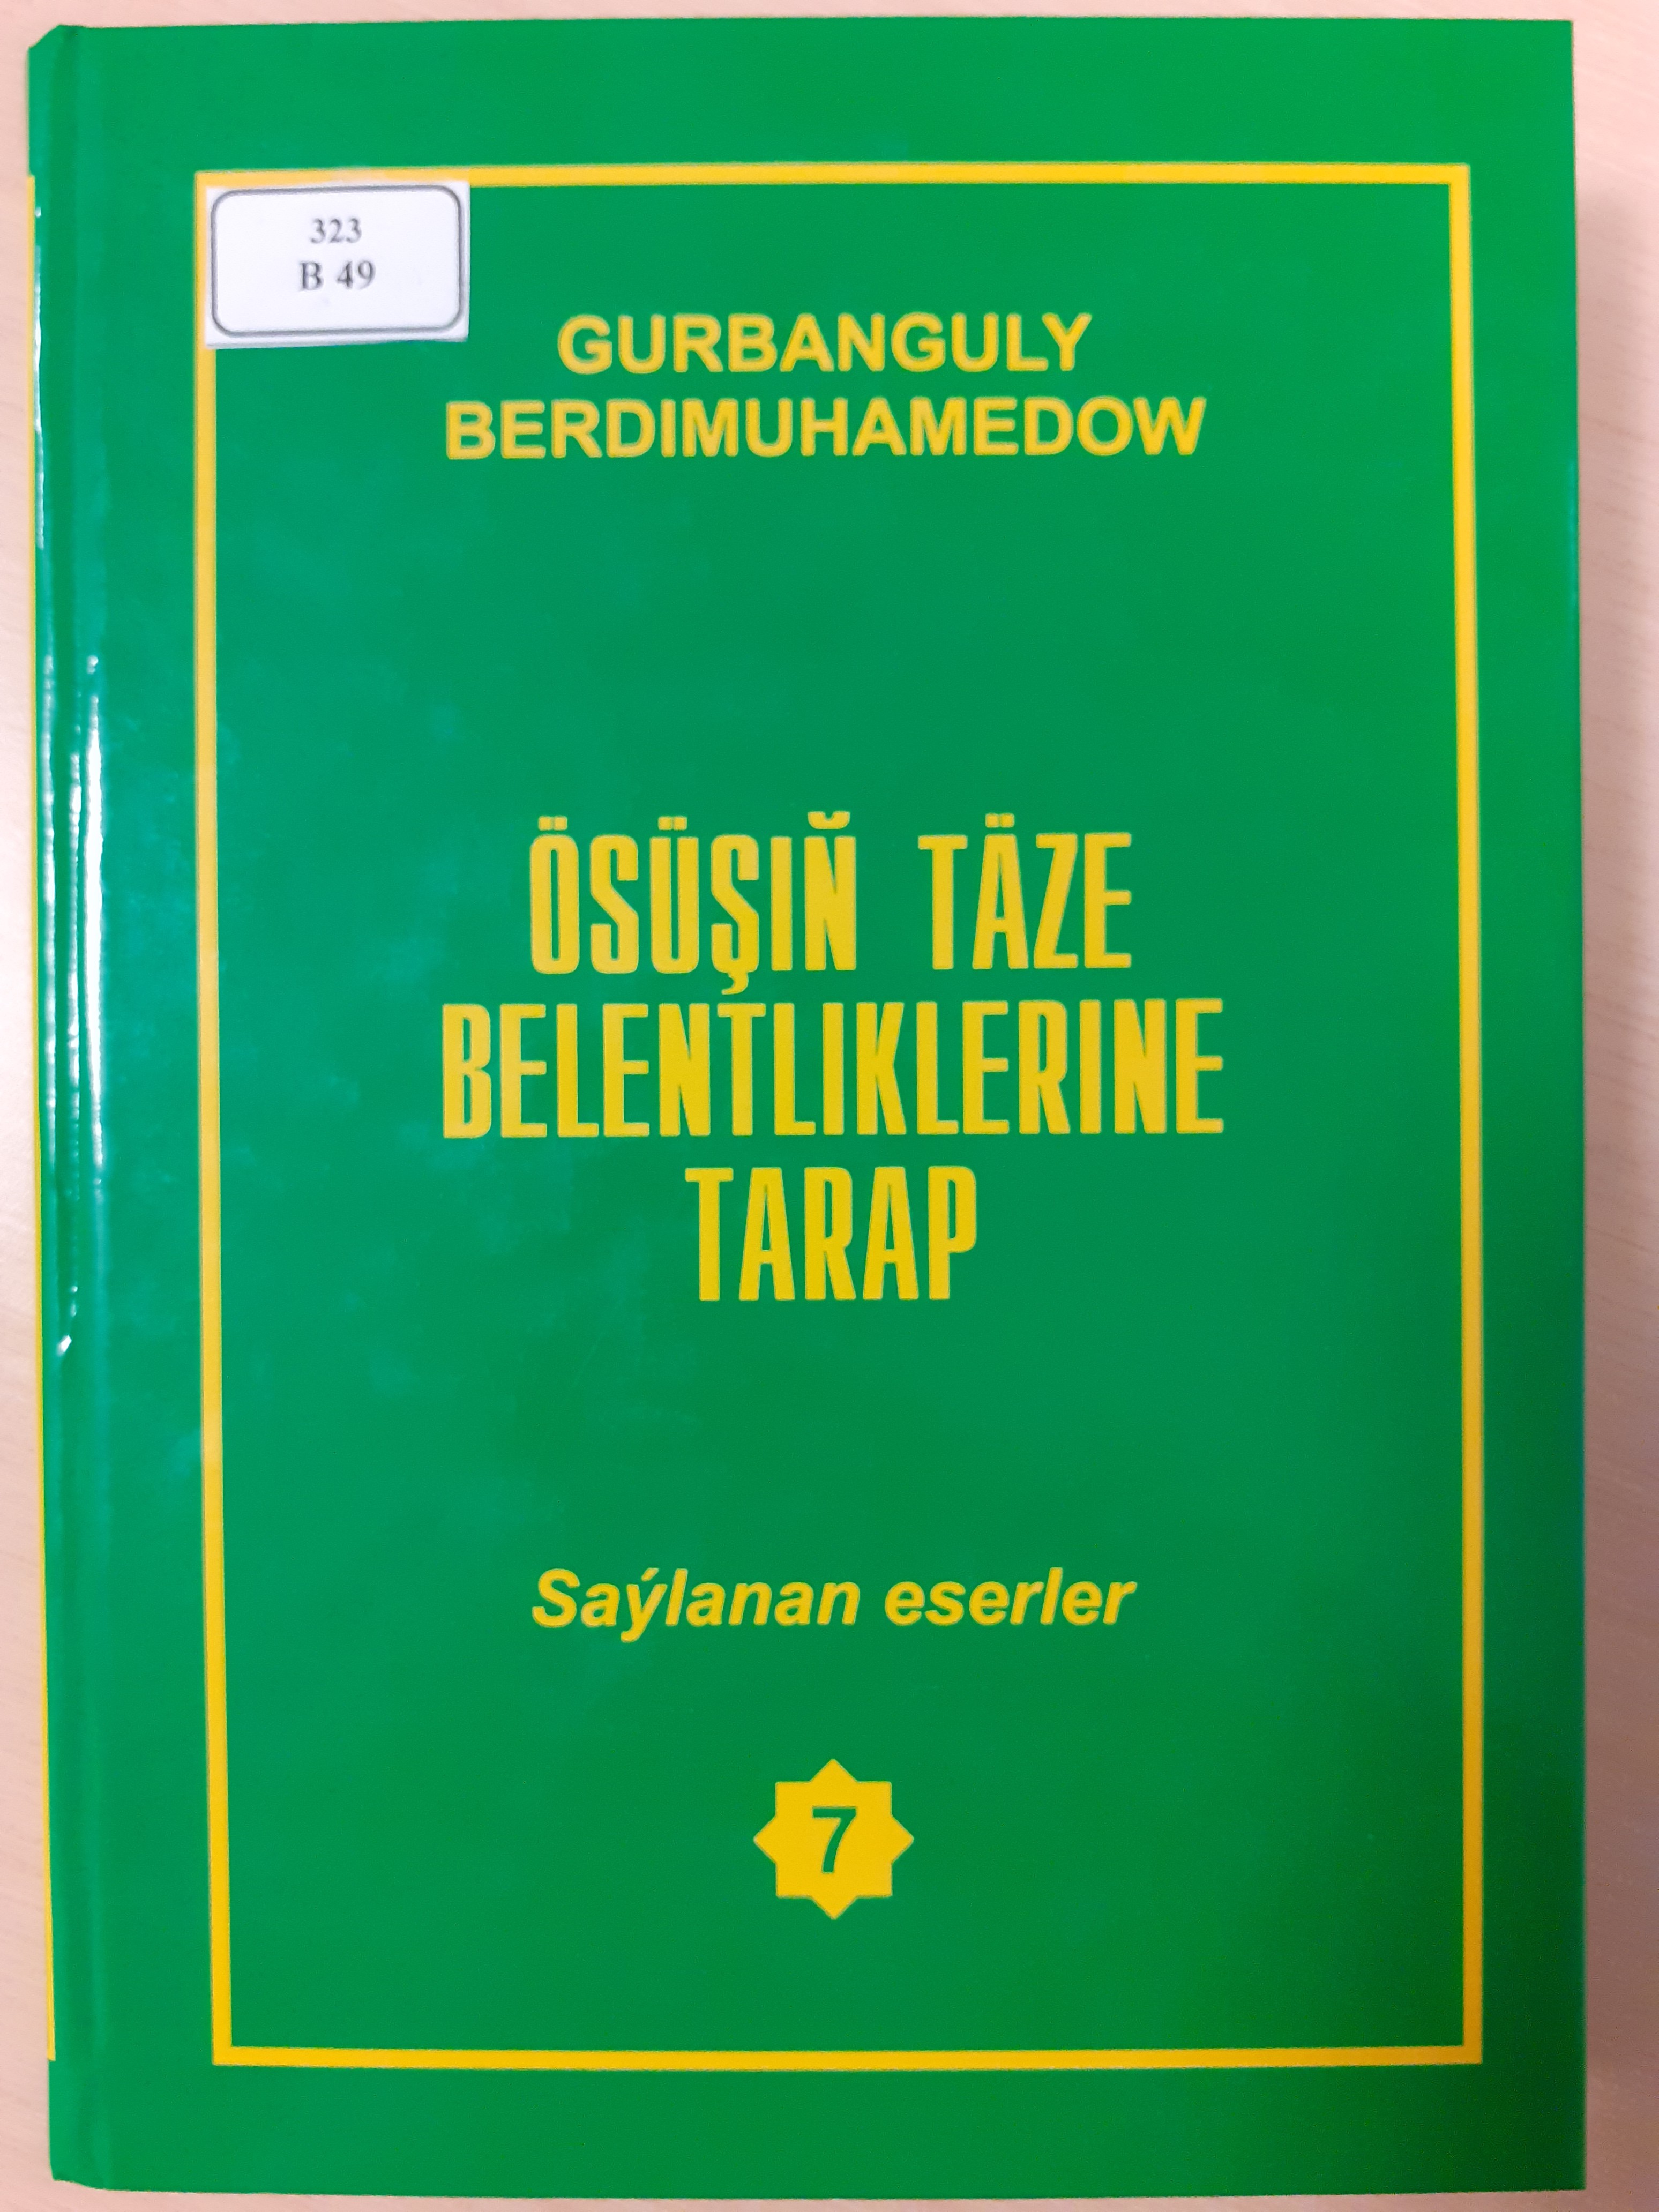 323
B 49
GURBANGULY
BERDIMUHAMEDOW
ÖSÜŞIŇ TÄZE
BELENTLIKLERINE
TARAP
Saýlanan eserler
7